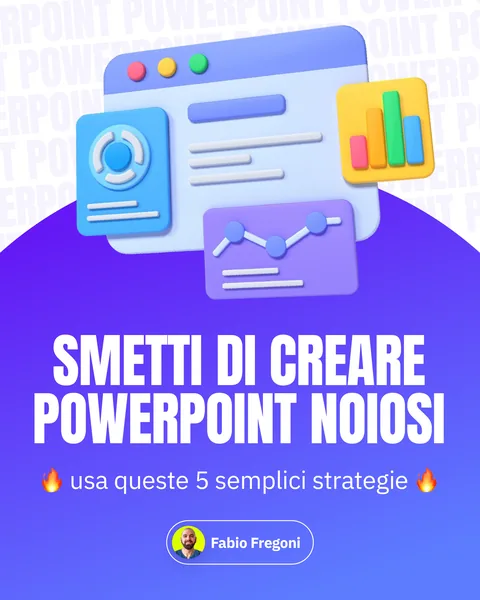 SMETTI DI CREARE
POWERPOINT NOIOSI
🔥 usa queste 5 semplici strategie 🔥
Fabio Fregoni